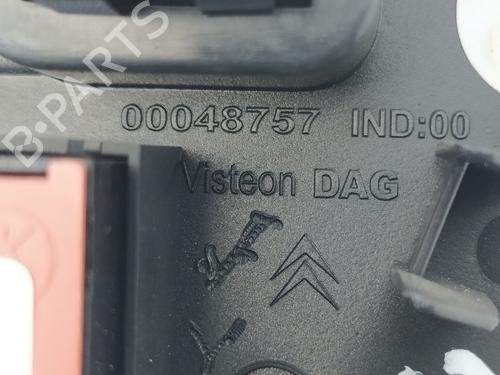 B-PARTS
00048757 IND:00
Visteon DAG